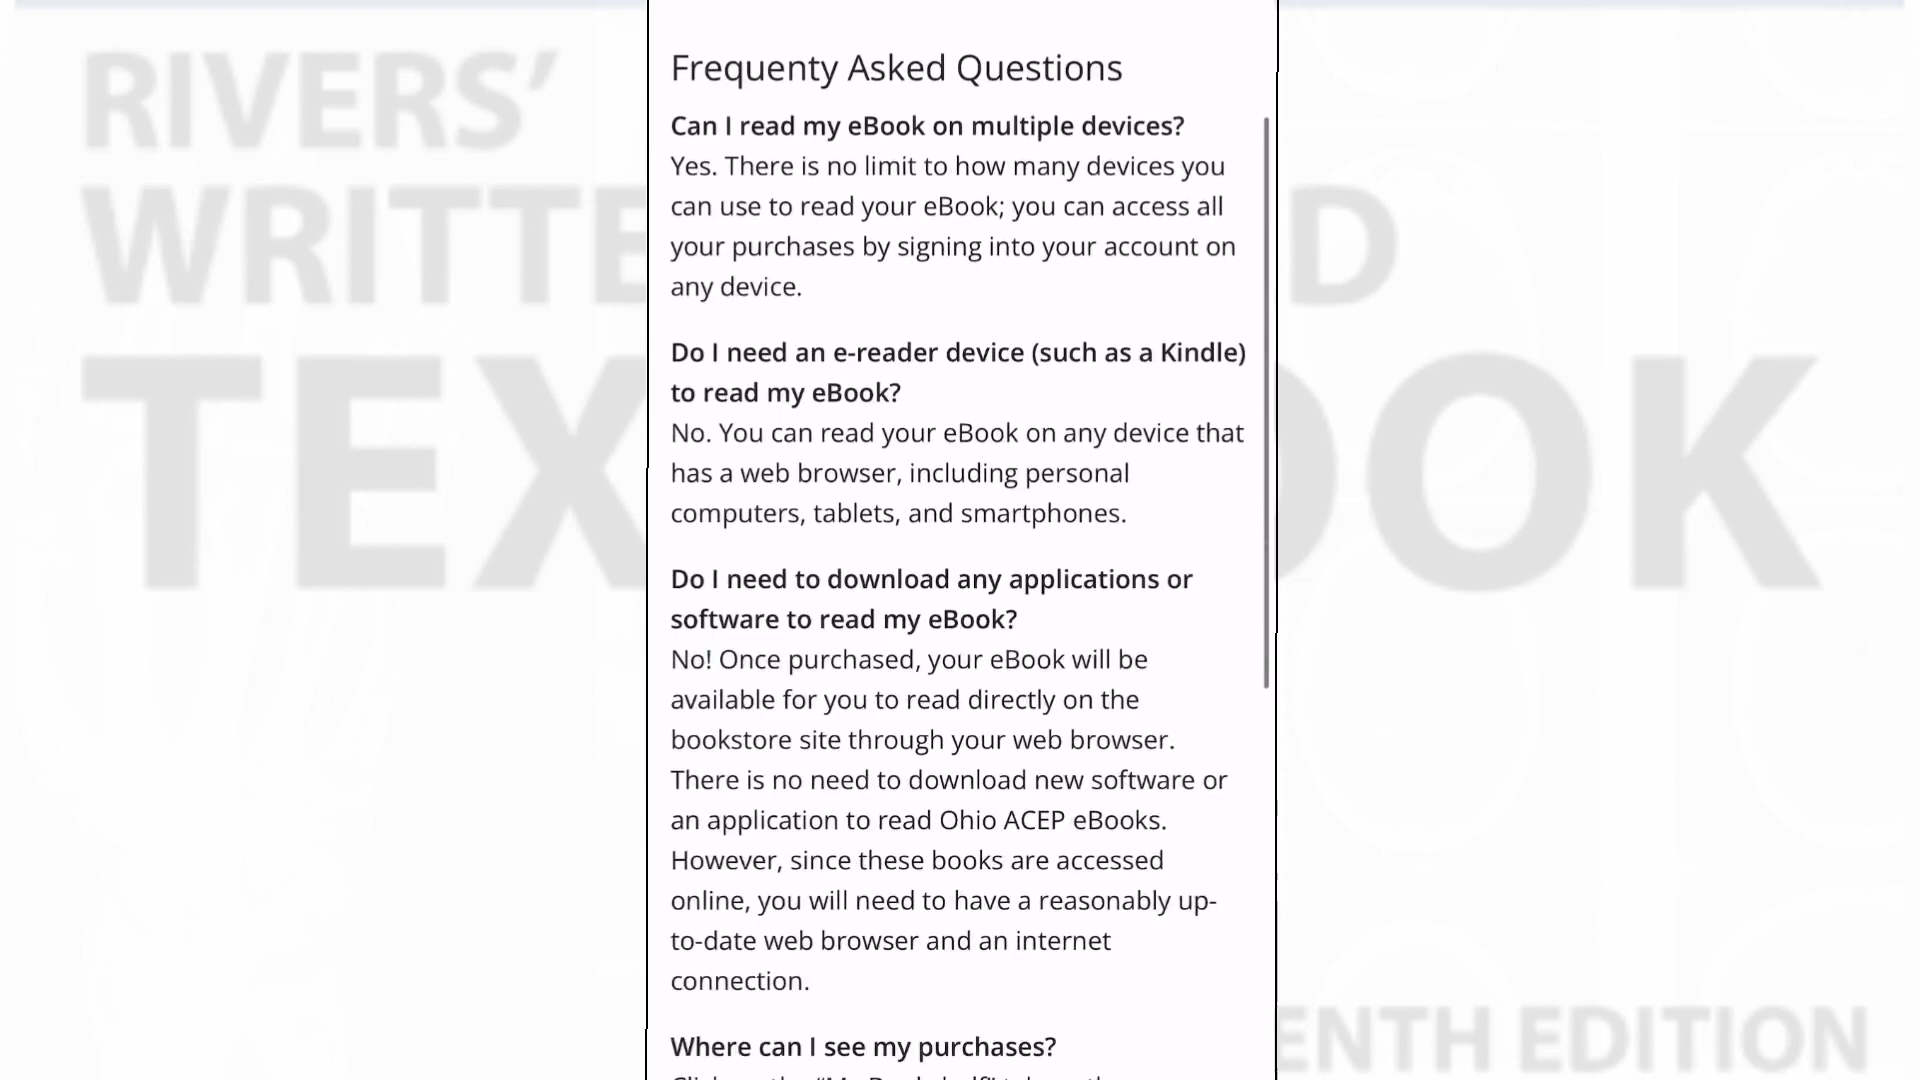 RIVERS’
WRITTE
D
TEX
OOK
ENTH EDITION
Frequenty Asked Questions
Can I read my eBook on multiple devices?
Yes. There is no limit to how many devices you
can use to read your eBook; you can access all
your purchases by signing into your account on
any device.
Do I need an e-reader device (such as a Kindle)
to read my eBook?
No. You can read your eBook on any device that
has a web browser, including personal
computers, tablets, and smartphones.
Do I need to download any applications or
software to read my eBook?
No! Once purchased, your eBook will be
available for you to read directly on the
bookstore site through your web browser.
There is no need to download new software or
an application to read Ohio ACEP eBooks.
However, since these books are accessed
online, you will need to have a reasonably up-
to-date web browser and an internet
connection.
Where can I see my purchases?